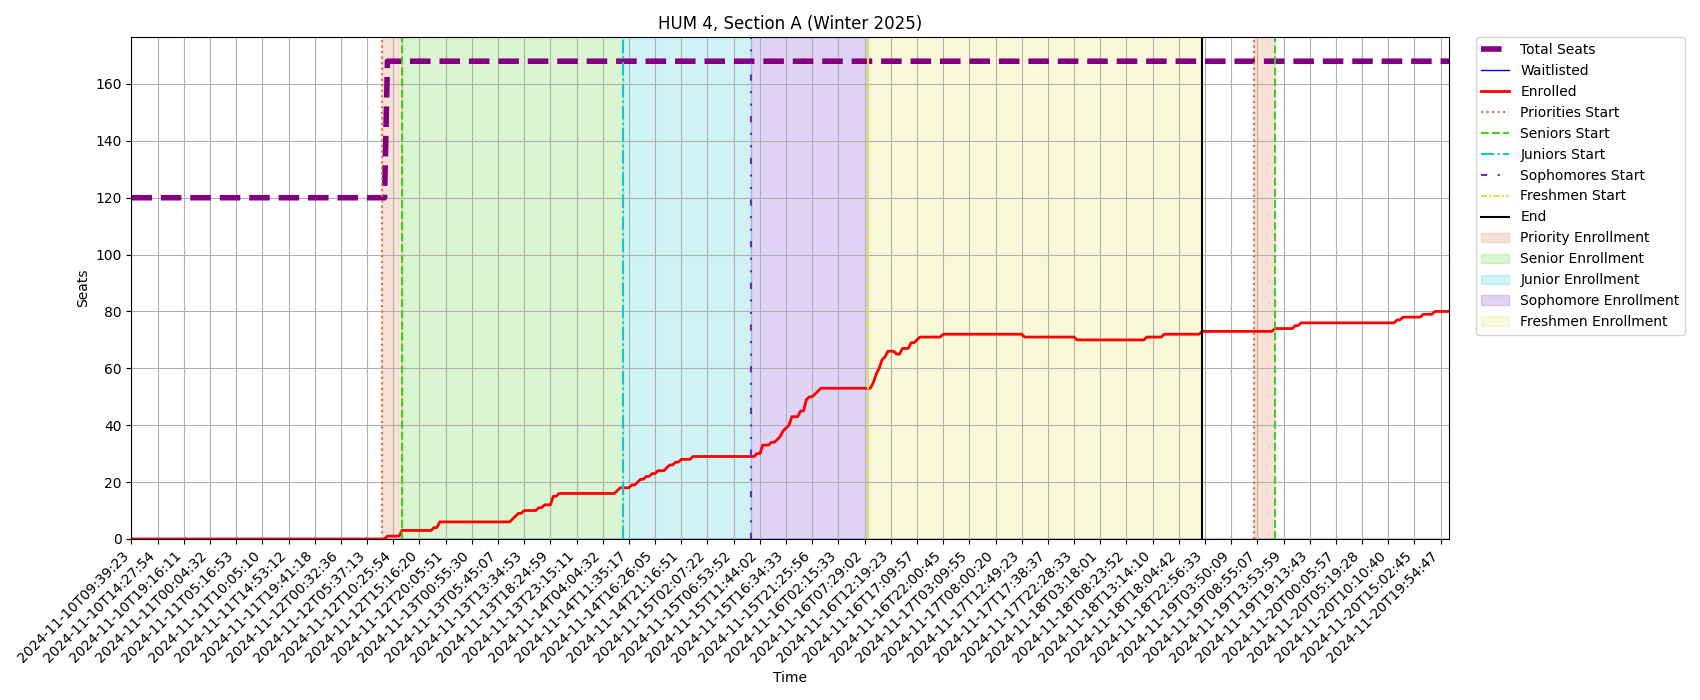 HUM 4, Section A (Winter 2025)
Seats
160
140
120
100
80
60
40
20
0
2024-11-10T09:39:23
2024-11-10T14:27:54
2024-11-10T19:16:11
2024-11-11T00:04:32
2024-11-11T05:16:53
2024-11-11T10:05:10
2024-11-11T14:53:12
2024-11-11T19:41:18
2024-11-12T00:32:36
2024-11-12T05:37:13
2024-11-12T10:25:54
2024-11-12T15:16:20
2024-11-12T20:05:51
2024-11-13T00:55:30
2024-11-13T05:45:07
2024-11-13T13:34:53
2024-11-13T18:24:59
2024-11-13T23:15:11
2024-11-14T04:04:32
2024-11-14T11:35:17
2024-11-14T16:26:05
2024-11-14T21:16:51
2024-11-15T02:07:22
2024-11-15T06:53:52
2024-11-15T11:44:02
2024-11-15T16:34:33
2024-11-15T21:25:56
2024-11-16T02:15:33
2024-11-16T07:29:02
2024-11-16T12:19:23
2024-11-16T17:09:57
2024-11-16T22:00:45
2024-11-17T03:09:55
2024-11-17T08:00:20
2024-11-17T12:49:23
2024-11-17T17:38:37
2024-11-17T22:28:33
2024-11-18T03:18:01
2024-11-18T08:23:52
2024-11-18T13:14:10
2024-11-18T18:04:42
2024-11-18T22:56:33
2024-11-19T03:50:09
2024-11-19T08:55:07
2024-11-19T13:53:59
2024-11-19T19:13:43
2024-11-20T00:05:57
2024-11-20T05:19:28
2024-11-20T10:10:40
2024-11-20T15:02:45
2024-11-20T19:54:47
Time
Total Seats
Waitlisted
Enrolled
Priorities Start
Seniors Start
Juniors Start
Sophomores Start
Freshmen Start
End
Priority Enrollment
Senior Enrollment
Junior Enrollment
Sophomore Enrollment
Freshmen Enrollment